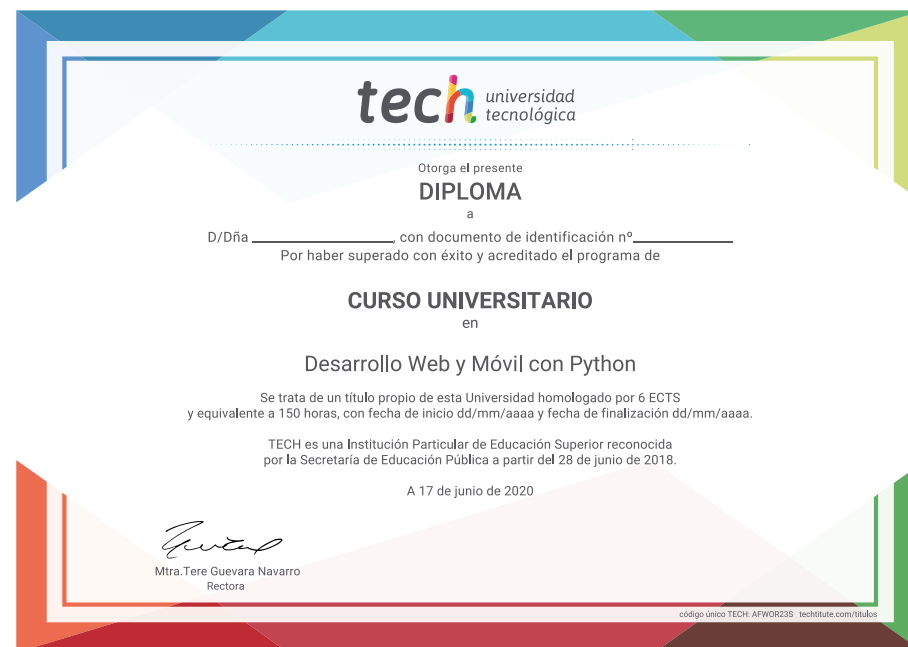 tech universidad
tecnológica
Otorga el presente
DIPLOMA
a
D/Dña ____________________, con documento de identificación nº______________
Por haber superado con éxito y acreditado el programa de
CURSO UNIVERSITARIO
en
Desarrollo Web y Móvil con Python
Se trata de un título propio de esta Universidad homologado por 6 ECTS
y equivalente a 150 horas, con fecha de inicio dd/mm/aaaa y fecha de finalización dd/mm/aaaa.
TECH es una Institución Particular de Educación Superior reconocida
por la Secretaría de Educación Pública a partir del 28 de junio de 2018.
A 17 de junio de 2020
Mtra.Tere Guevara Navarro
Rectora
código único TECH: AFWOR23S techtitute.com/titulos